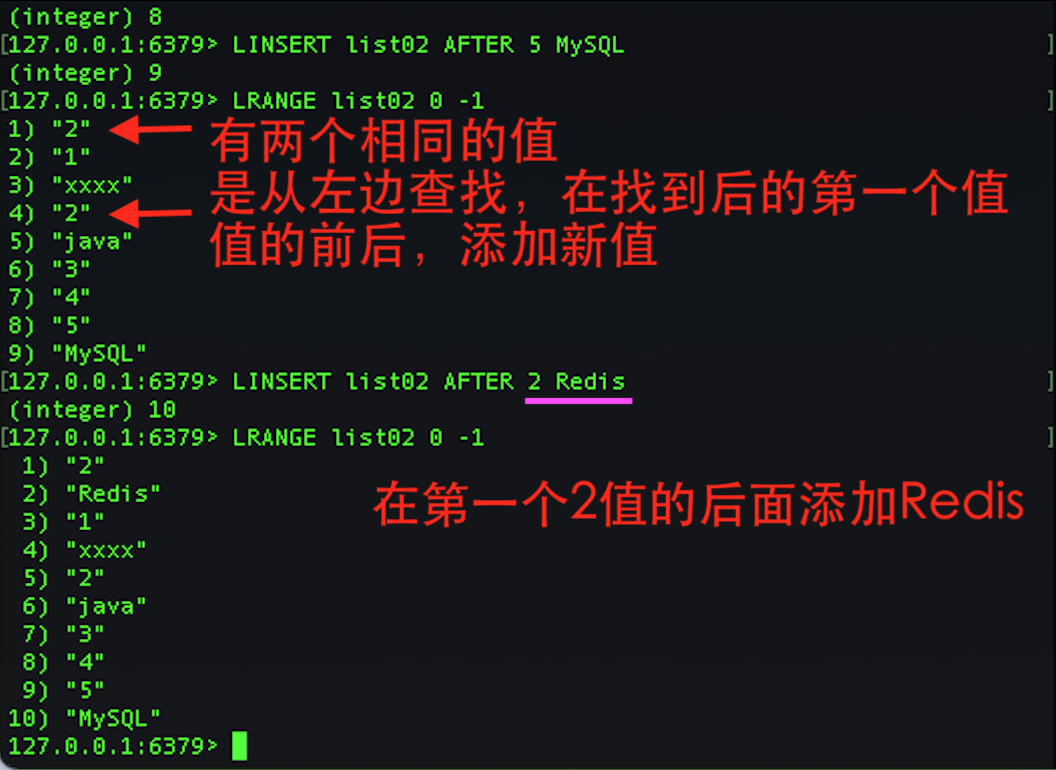 (integer) 8
[127.0.0.1:6379> LINSERT list02 AFTER 5 MySQL ]
(integer) 9
[127.0.0.1:6379> LRANGE list02 0 -1 ]
1) "2"
有两个相同的值
2) "1"
3) "xxxx"
是从左边查找，在找到后的第一个值
4) "2"
5) "java"
值的前后，添加新值
6) "3"
7) "4"
8) "5"
9) "MySQL"
[127.0.0.1:6379> LINSERT list02 AFTER 2 Redis ]
(integer) 10
[127.0.0.1:6379> LRANGE list02 0 -1 ]
1) "2"
2) "Redis"
在第一个2值的后面添加Redis
3) "1"
4) "xxxx"
5) "2"
6) "java"
7) "3"
8) "4"
9) "5"
10) "MySQL"
127.0.0.1:6379>